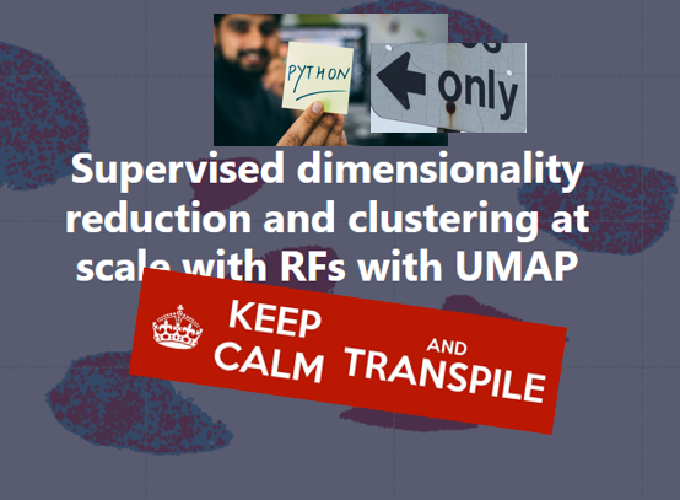 PYTHON
only
Supervised dimensionality
reduction and clustering at
scale with RFs with UMAP
KEEP
CALM
AND
TRANSPILE